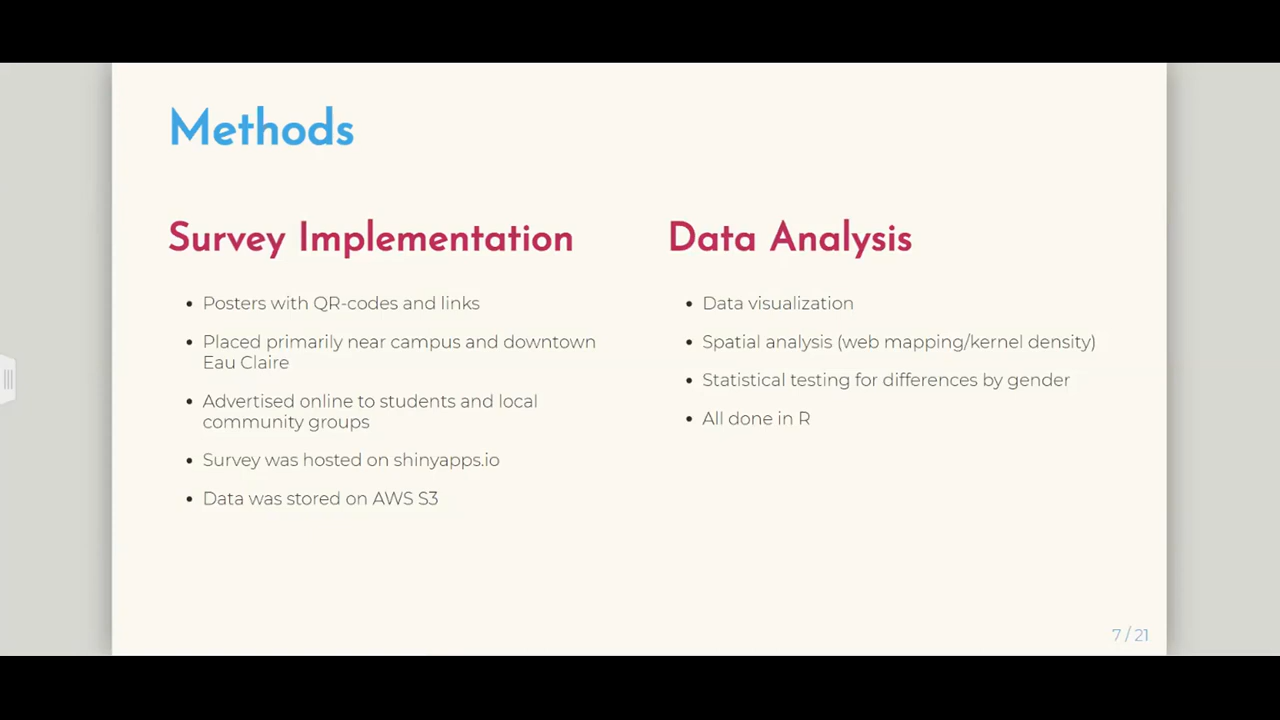 Methods
Survey Implementation
• Posters with QR-codes and links
• Placed primarily near campus and downtown
Eau Claire
• Advertised online to students and local
community groups
• Survey was hosted on shinyapps.io
• Data was stored on AWS S3
Data Analysis
• Data visualization
• Spatial analysis (web mapping/kernel density)
• Statistical testing for differences by gender
• All done in R
7 / 21